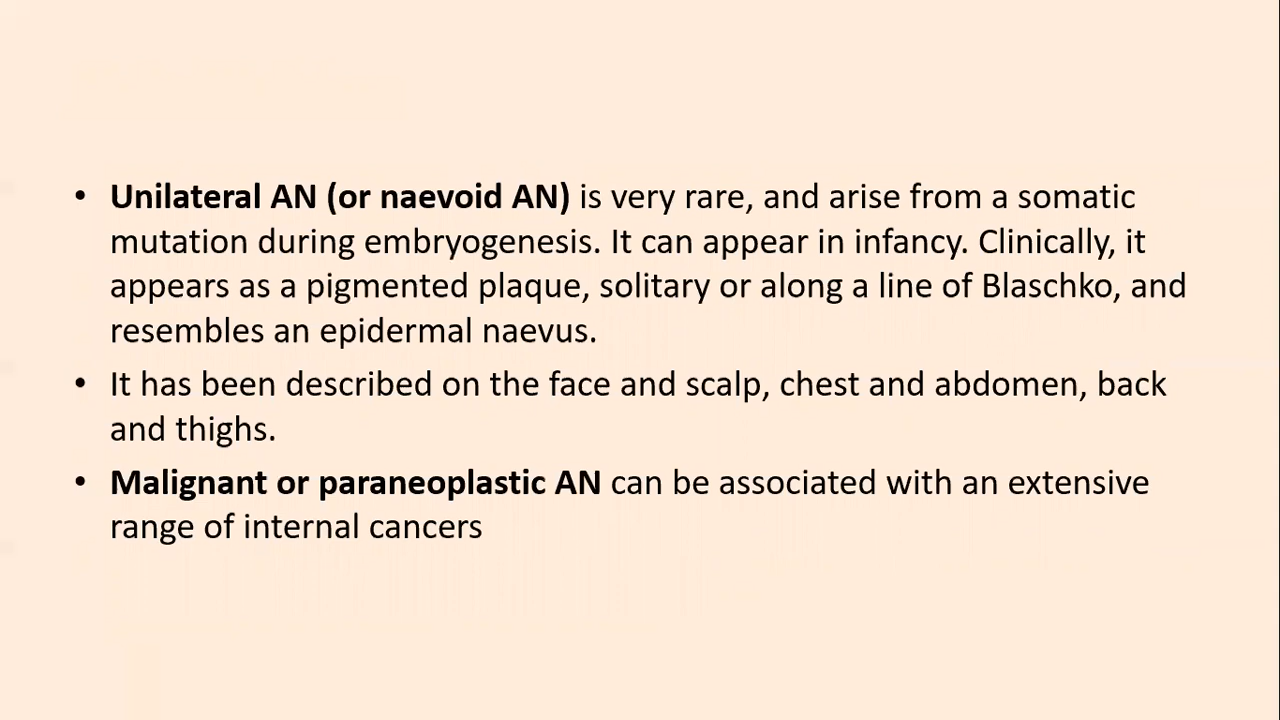 • Unilateral AN (or naevoid AN) is very rare, and arise from a somatic
mutation during embryogenesis. It can appear in infancy. Clinically, it
appears as a pigmented plaque, solitary or along a line of Blaschko, and
resembles an epidermal naevus.
• It has been described on the face and scalp, chest and abdomen, back
and thighs.
• Malignant or paraneoplastic AN can be associated with an extensive
range of internal cancers